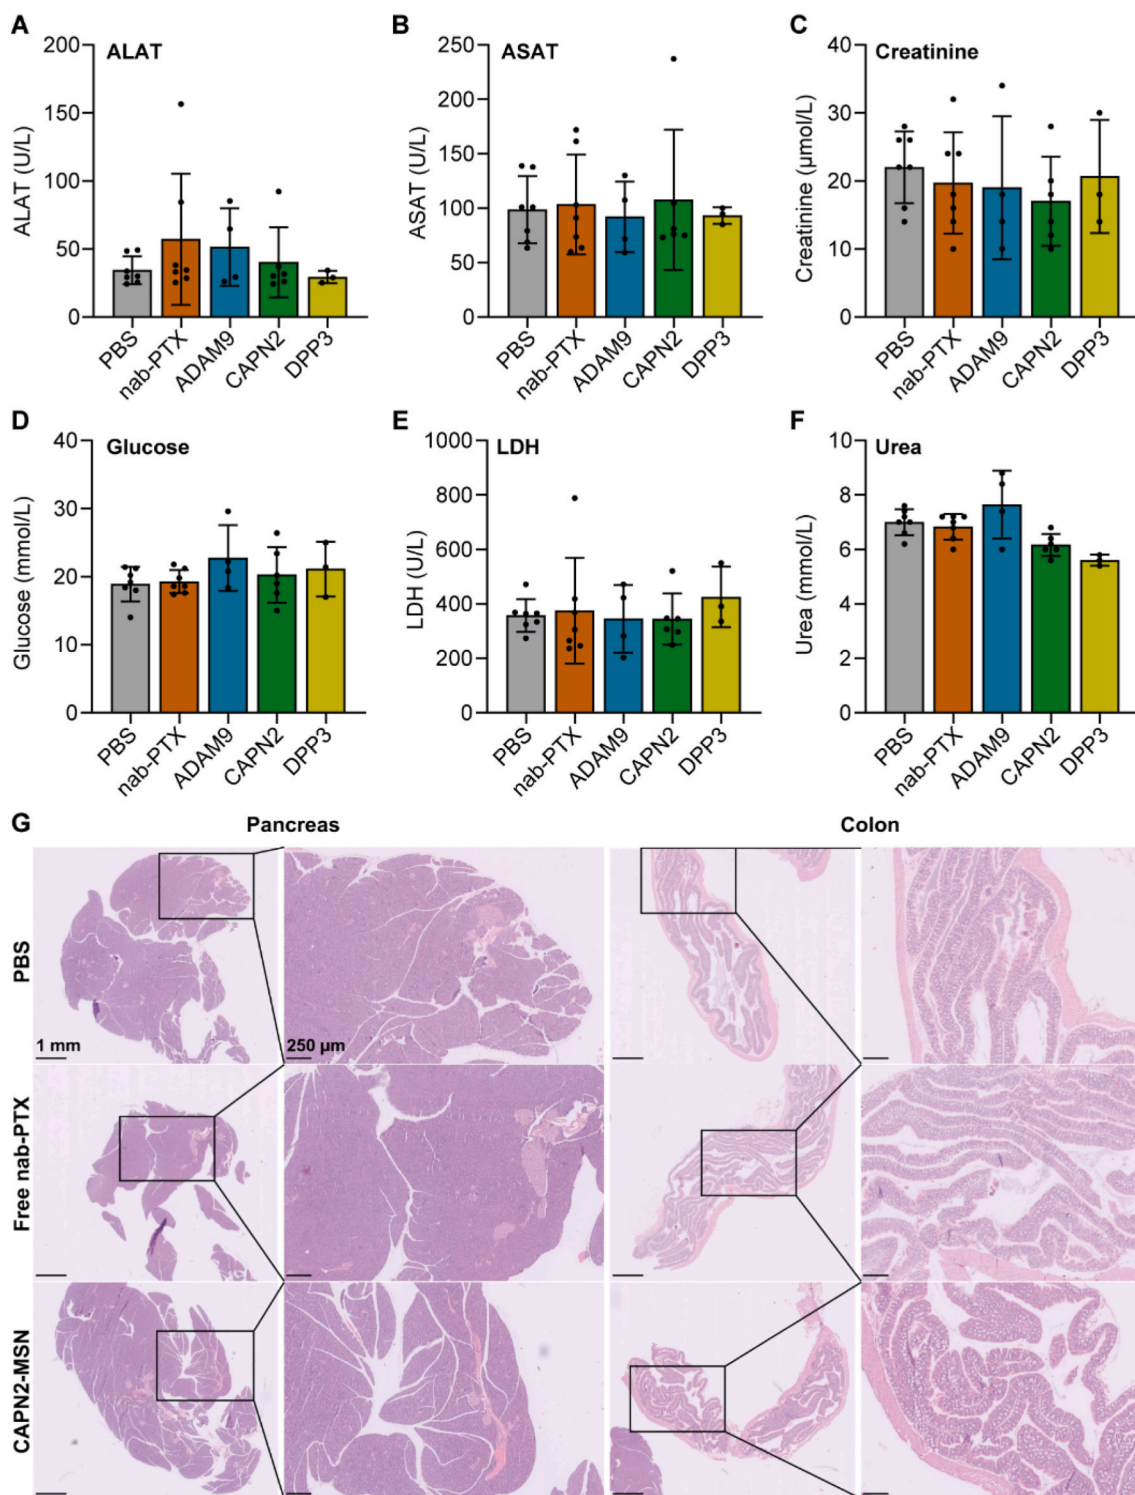 A
ALAT
ALAT (U/L)
200
150
100
50
0
PBS
nab-PTX
ADAM9
CAPN2
DPP3
B
ASAT
ASAT (U/L)
250
200
150
100
50
0
PBS
nab-PTX
ADAM9
CAPN2
DPP3
C
Creatinine
Creatinine (µmol/L)
40
30
20
10
0
PBS
nab-PTX
ADAM9
CAPN2
DPP3
D
Glucose
Glucose (mmol/L)
40
30
20
10
0
PBS
nab-PTX
ADAM9
CAPN2
DPP3
E
LDH
LDH (U/L)
1000
800
600
400
200
0
PBS
nab-PTX
ADAM9
CAPN2
DPP3
F
Urea
Urea (mmol/L)
10
8
6
4
2
0
PBS
nab-PTX
ADAM9
CAPN2
DPP3
G
Pancreas
Colon
PBS
1 mm
250 µm
Free nab-PTX
CAPN2-MSN